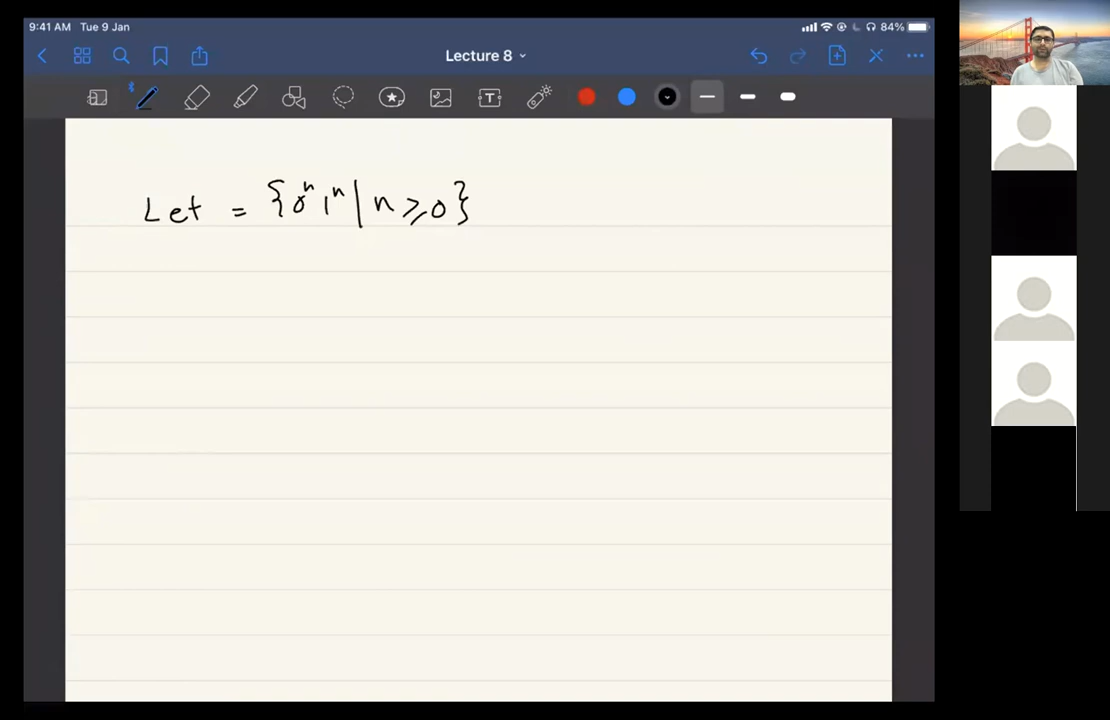 9:41 AM Tue 9 Jan 84%
Lecture 8
T
Let = {0ⁿ1ⁿ | n ≥ 0}